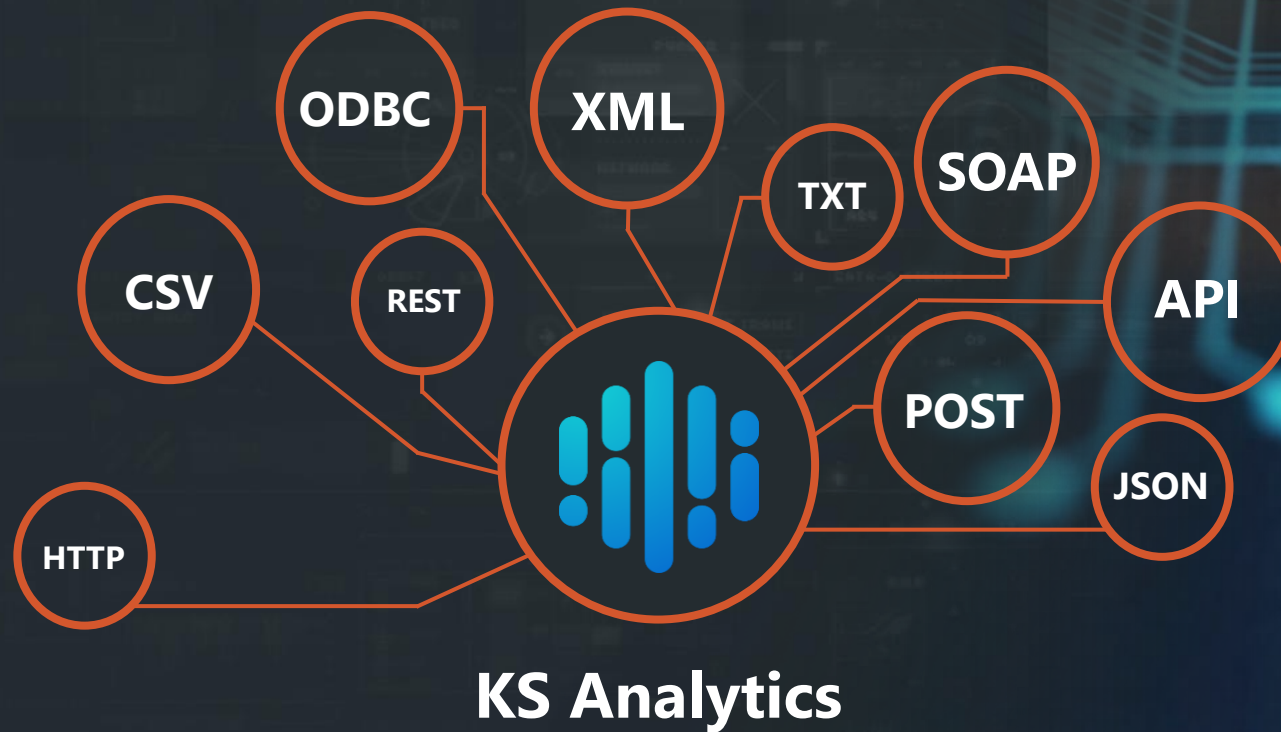 ODBC
XML
TXT
SOAP
CSV
REST
API
POST
JSON
HTTP
KS Analytics